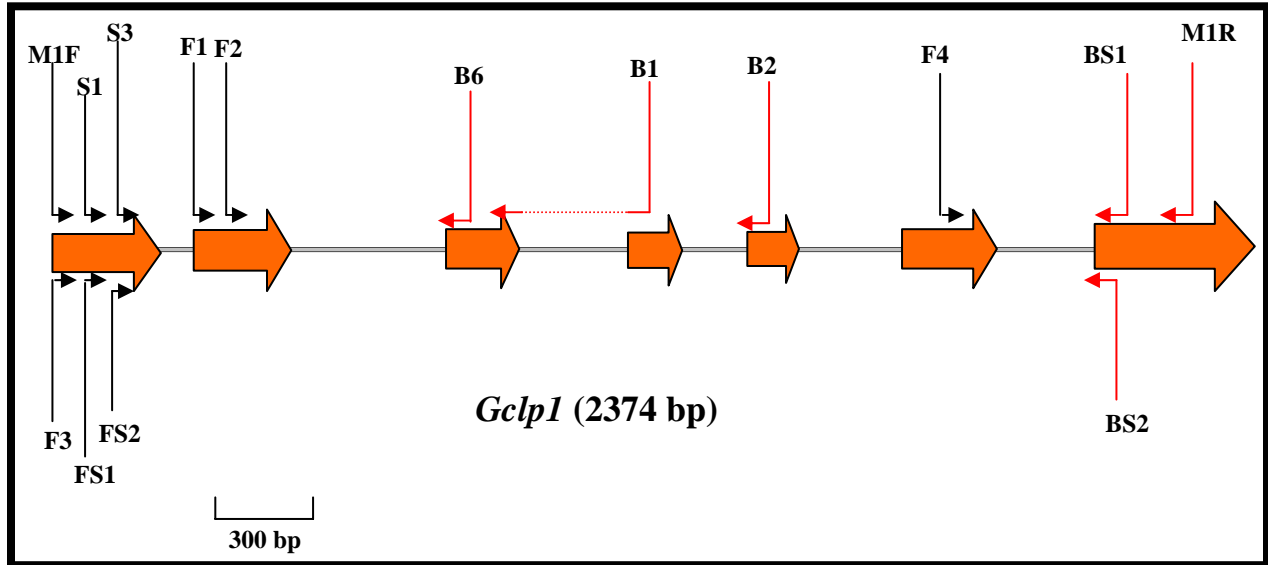 M1F
S1
S3
F1
F2
B6
B1
B2
F4
BS1
M1R
F3
FS1
FS2
Gclp1 (2374 bp)
BS2
300 bp